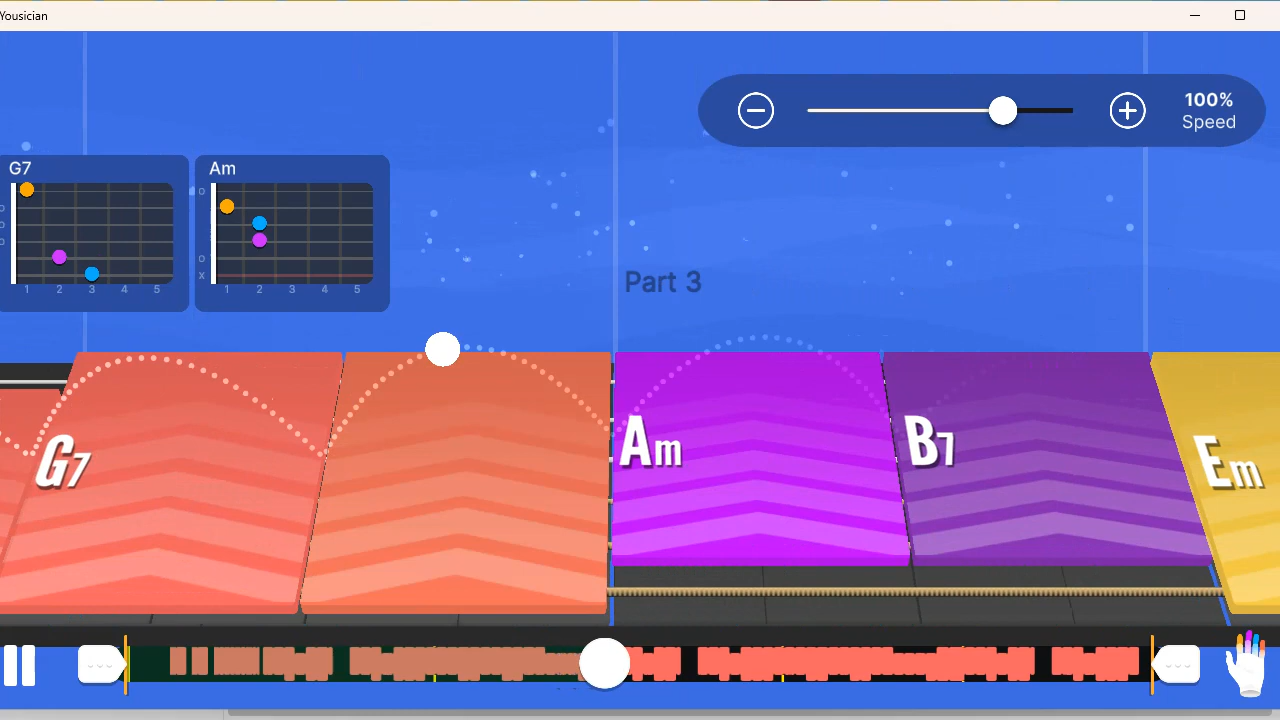 Yousician
100%
Speed
G7
Am
1 2 3 4 5
x
1 2 3 4 5
Part 3
G7
Am
B7
Em